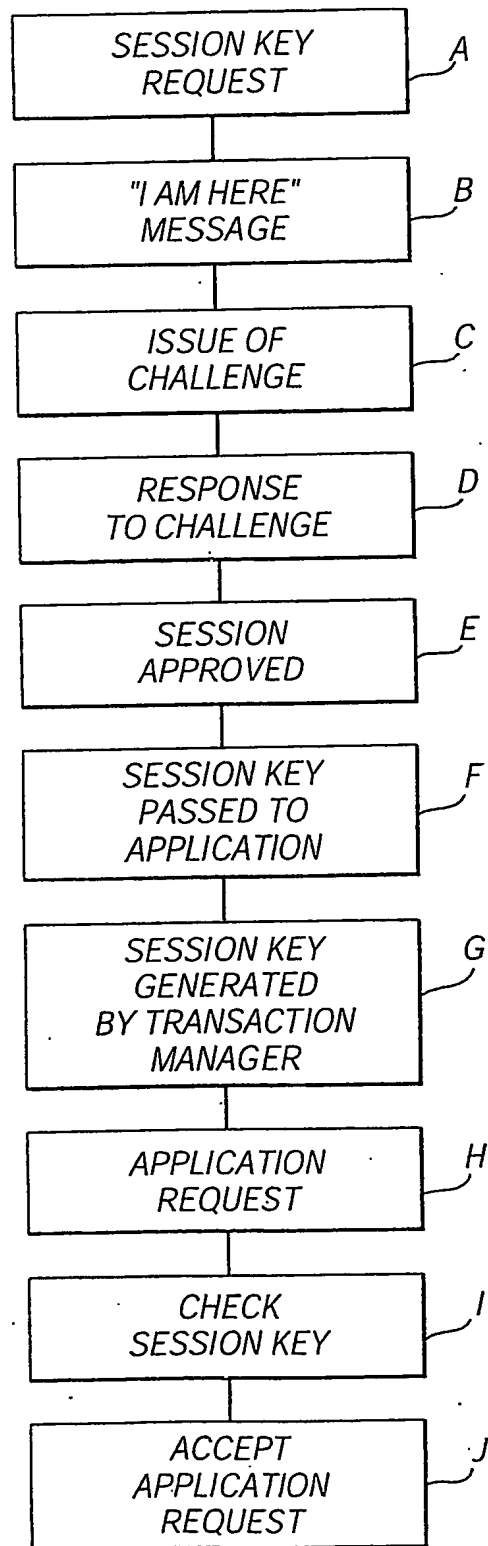 SESSION KEY
REQUEST
A
"I AM HERE"
MESSAGE
B
ISSUE OF
CHALLENGE
C
RESPONSE
TO CHALLENGE
D
SESSION
APPROVED
E
SESSION KEY
PASSED TO
APPLICATION
F
SESSION KEY
GENERATED
BY TRANSACTION
MANAGER
G
APPLICATION
REQUEST
H
CHECK
SESSION KEY
I
ACCEPT
APPLICATION
REQUEST
J